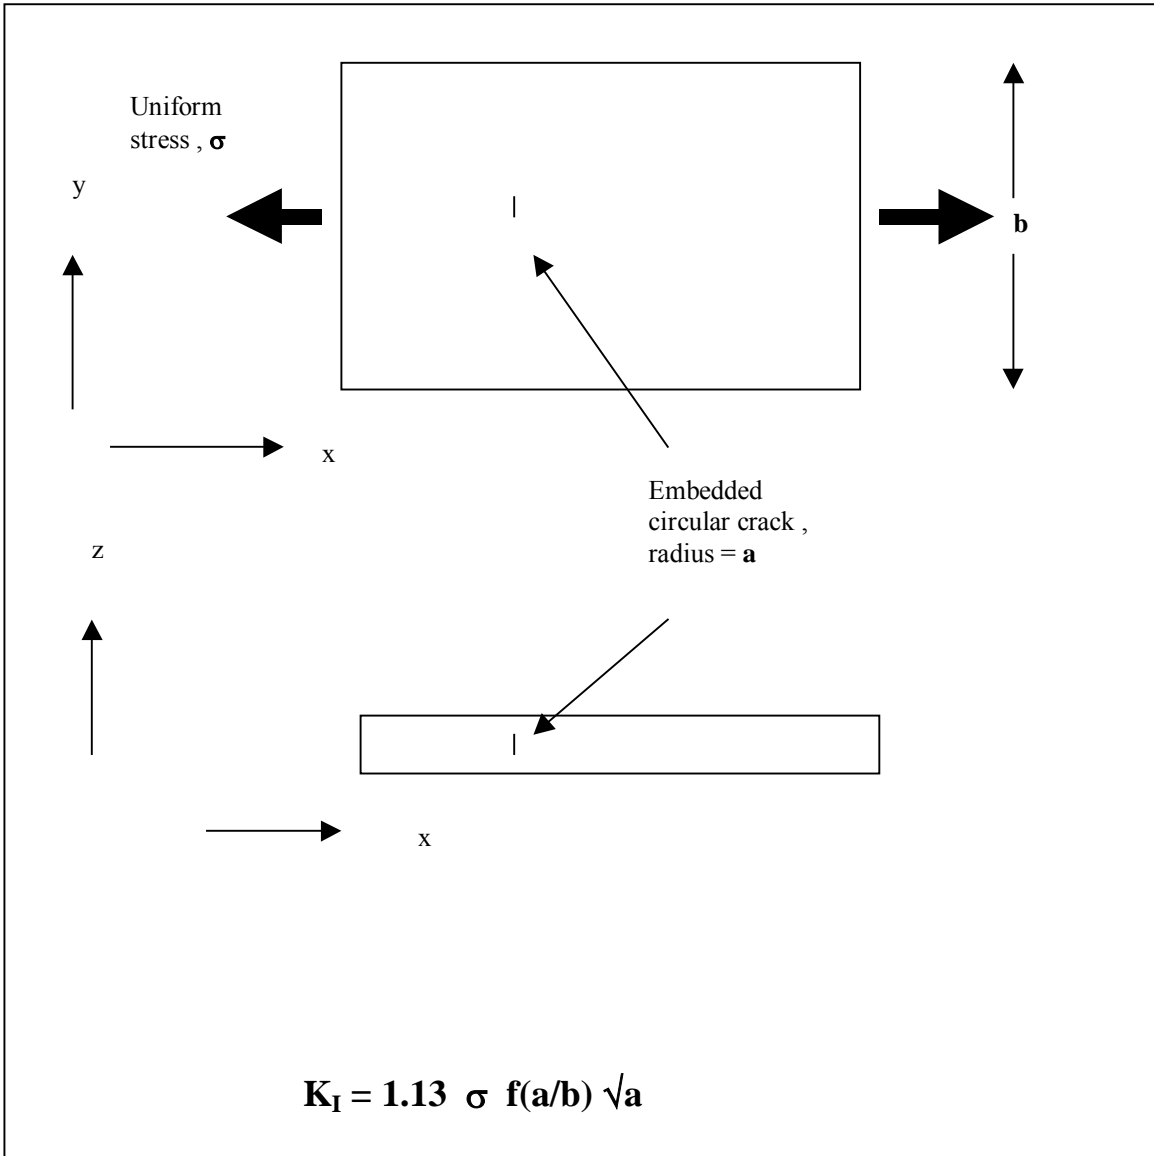 Uniform
stress , σ
y
b
x
Embedded
circular crack ,
radius = a
z
x
K_I = 1.13 σ f(a/b) √a